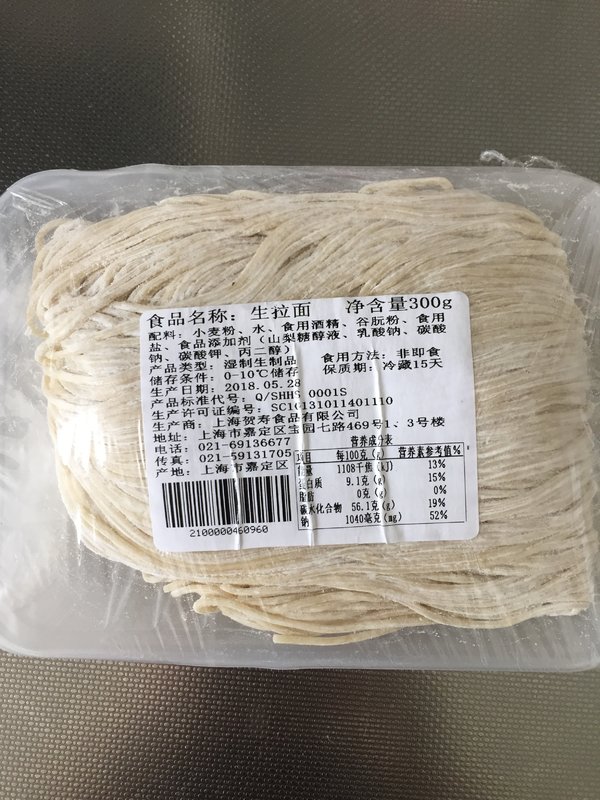 食品名称：生拉面 净含量300g
配料：小麦粉、水、食用酒精、谷朊粉、食用
盐、食品添加剂（山梨糖醇液、乳酸钠、碳酸
钠、碳酸钾、丙二醇）
产品类型：湿制生制品 食用方法：非即食
储存条件：0-10℃储存 保质期：冷藏15天
生产日期：2018.05.28
产品标准代号：Q/SHHS 0001S
生产许可证编号：SC10131011401110
生产商：上海贺寿食品有限公司
地址：上海市嘉定区宝园七路469号1、3号楼
电话：021-69136677
传真：021-59131705
产地：上海市嘉定区
2100000460960
营养成分表
项目 每100克(g) 营养素参考值%
能量 1108千焦(kJ) 13%
蛋白质 9.1克(g) 15%
脂肪 0克(g) 0%
碳水化合物 56.1克(g) 19%
钠 1040毫克(mg) 52%